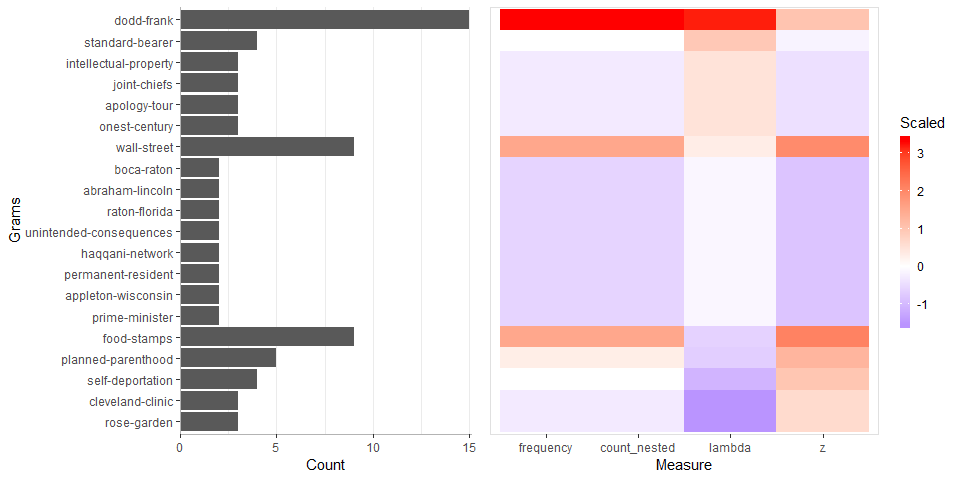 dodd-frank
standard-bearer
intellectual-property
joint-chiefs
apology-tour
onest-century
wall-street
boca-raton
abraham-lincoln
raton-florida
unintended-consequences
haqqani-network
permanent-resident
appleton-wisconsin
prime-minister
food-stamps
planned-parenthood
self-deportation
cleveland-clinic
rose-garden
Grams
0 5 10 15
Count
frequency count_nested lambda z
Measure
Scaled
3
2
1
0
-1